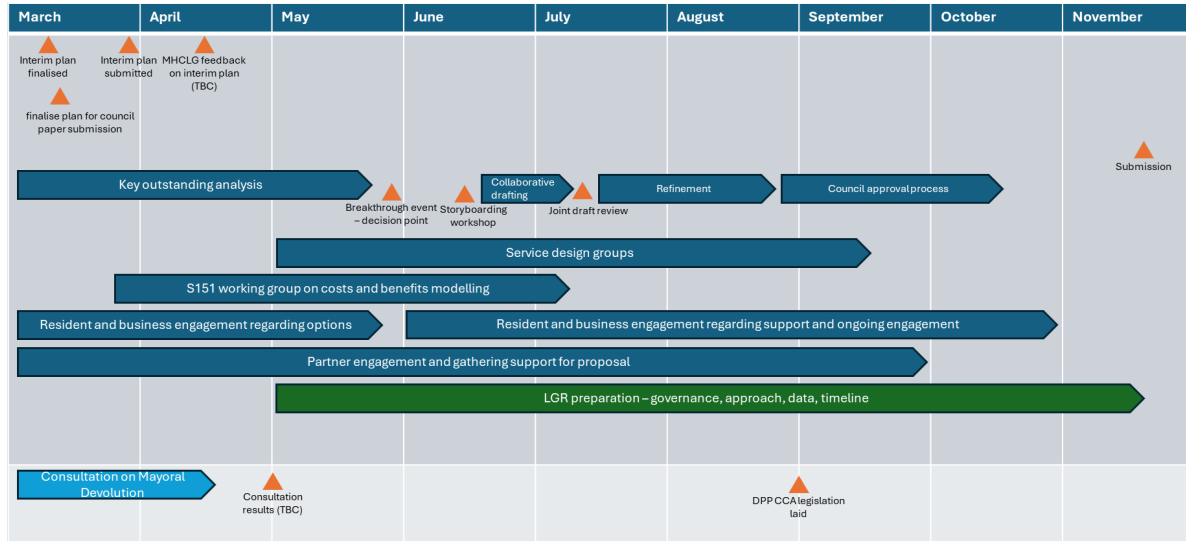 March
April
May
June
July
August
September
October
November
Interim plan
finalised
Interim plan
submitted
MHCLG feedback
on interim plan
(TBC)
finalise plan for council
paper submission
Submission
Key outstanding analysis
Breakthrough event
– decision point
Storyboarding
workshop
Collaborative
drafting
Joint draft review
Refinement
Council approval process
Service design groups
S151 working group on costs and benefits modelling
Resident and business engagement regarding options
Resident and business engagement regarding support and ongoing engagement
Partner engagement and gathering support for proposal
LGR preparation – governance, approach, data, timeline
Consultation on Mayoral
Devolution
Consultation
results (TBC)
DPP CCA legislation
laid